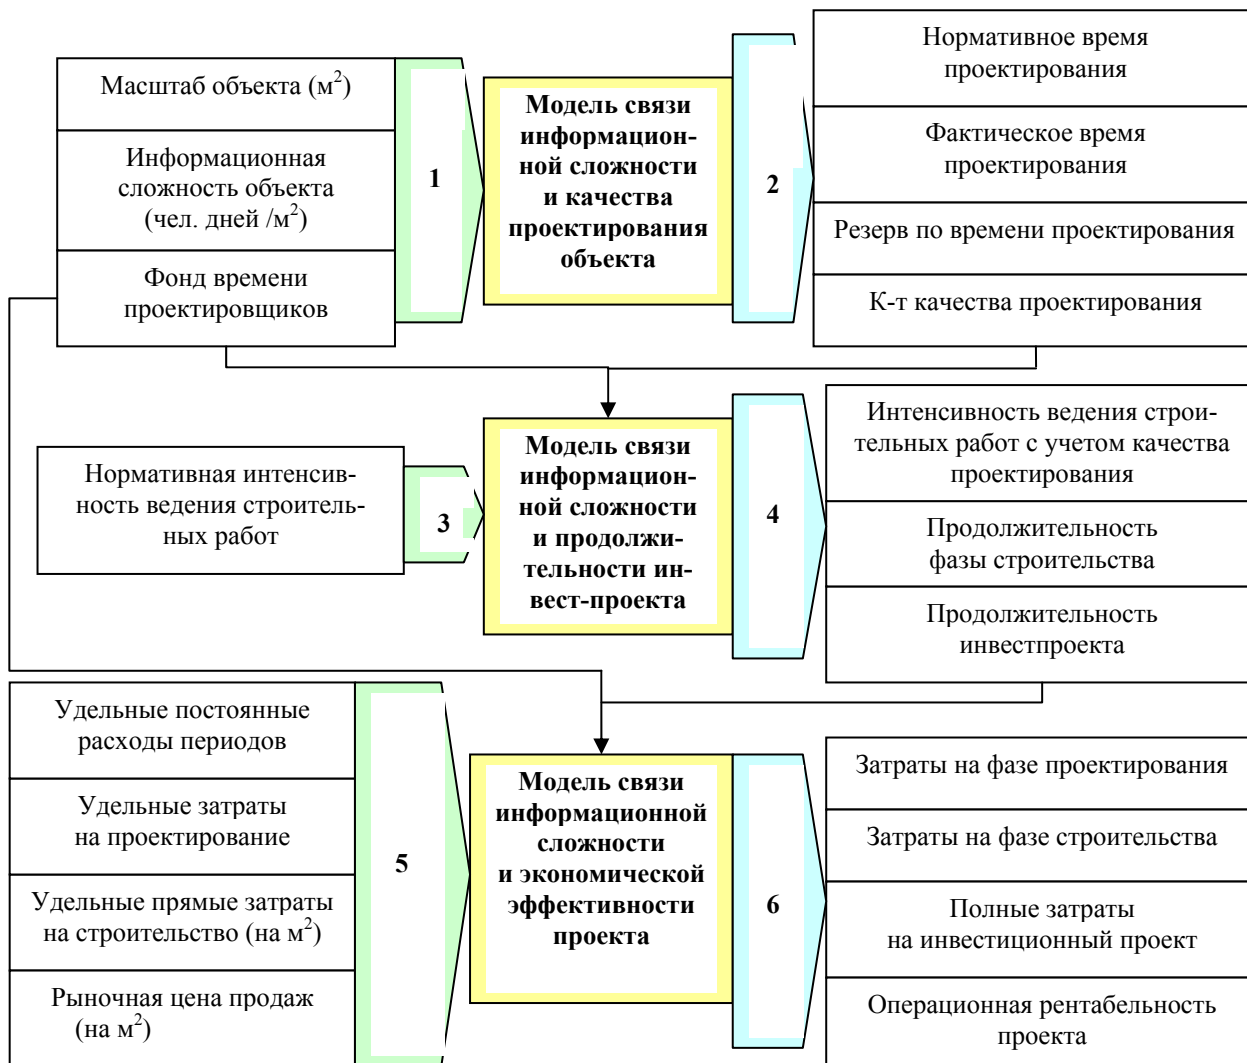 Масштаб объекта (м²)
Информационная
сложность объекта
(чел. дней /м²)
Фонд времени
проектировщиков
1
Модель связи
информацион-
ной сложности
и качества
проектирования
объекта
2
Нормативное время
проектирования
Фактическое время
проектирования
Резерв по времени проектирования
К-т качества проектирования
Нормативная интенсив-
ность ведения строитель-
ных работ
3
Модель связи
информацион-
ной сложности
и продолжи-
тельности ин-
вест-проекта
4
Интенсивность ведения строи-
тельных работ с учетом качества
проектирования
Продолжительность
фазы строительства
Продолжительность
инвестпроекта
Удельные постоянные
расходы периодов
Удельные затраты
на проектирование
Удельные прямые затраты
на строительство (на м²)
Рыночная цена продаж
(на м²)
5
Модель связи
информационной
сложности
и экономической
эффективности
проекта
6
Затраты на фазе проектирования
Затраты на фазе строительства
Полные затраты
на инвестиционный проект
Операционная рентабельность
проекта